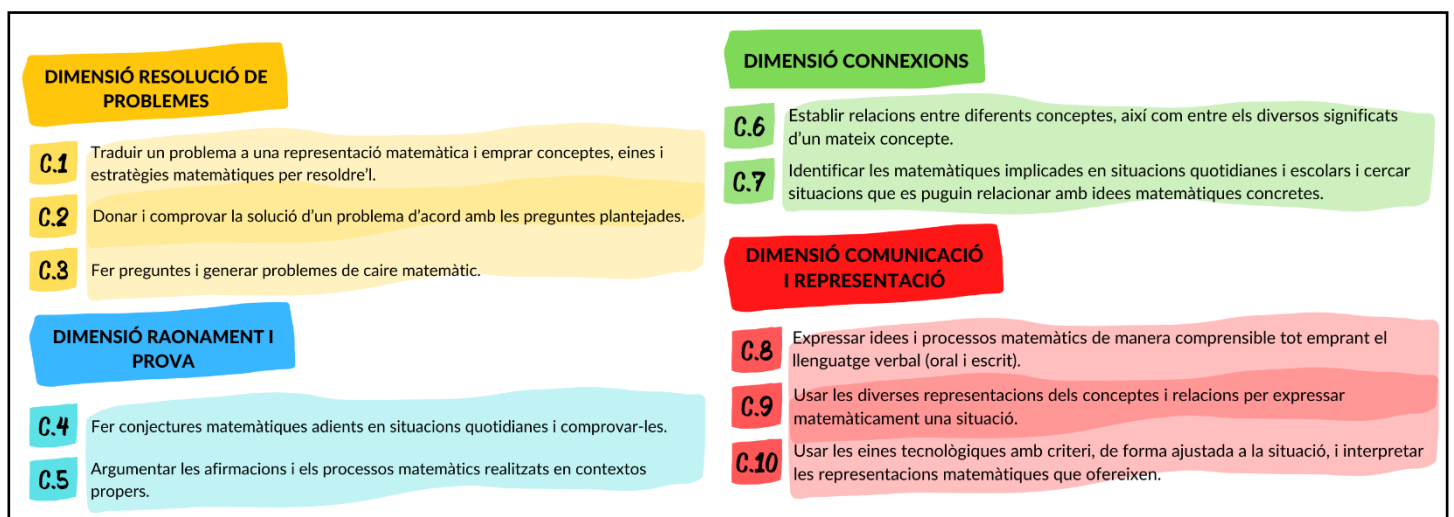 DIMENSIÓ RESOLUCIÓ DE
PROBLEMES
C.1
Traduir un problema a una representació matemàtica i emprar conceptes, eines i
estratègies matemàtiques per resoldre’l.
C.2
Donar i comprovar la solució d’un problema d’acord amb les preguntes plantejades.
C.3
Fer preguntes i generar problemes de caire matemàtic.
DIMENSIÓ RAONAMENT I
PROVA
C.4
Fer conjectures matemàtiques adients en situacions quotidianes i comprovar-les.
C.5
Argumentar les afirmacions i els processos matemàtics realitzats en contextos
propers.
DIMENSIÓ CONNEXIONS
C.6
Establir relacions entre diferents conceptes, així com entre els diversos significats
d’un mateix concepte.
C.7
Identificar les matemàtiques implicades en situacions quotidianes i escolars i cercar
situacions que es puguin relacionar amb idees matemàtiques concretes.
DIMENSIÓ COMUNICACIÓ
I REPRESENTACIÓ
C.8
Expressar idees i processos matemàtics de manera comprensible tot emprant el
llenguatge verbal (oral i escrit).
C.9
Usar les diverses representacions dels conceptes i relacions per expressar
matemàticament una situació.
C.10
Usar les eines tecnològiques amb criteri, de forma ajustada a la situació, i interpretar
les representacions matemàtiques que ofereixen.